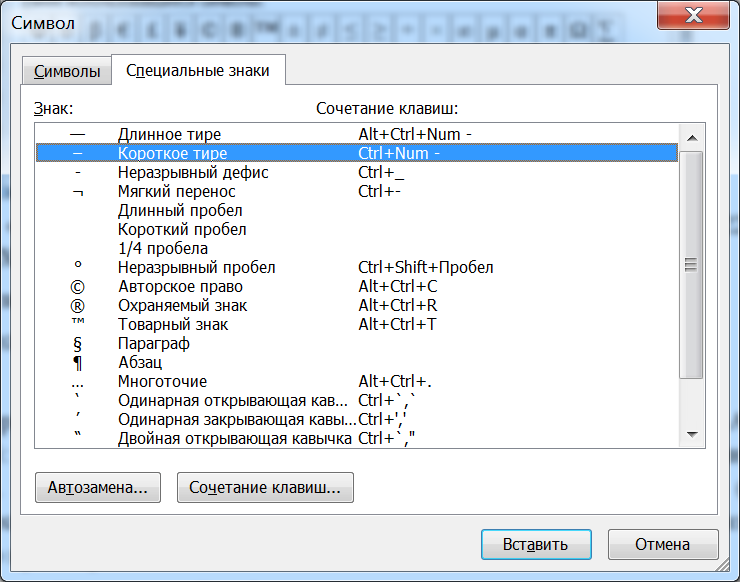 Символ
Символы Специальные знаки
Знак: Сочетание клавиш:
— Длинное тире Alt+Ctrl+Num -
– Короткое тире Ctrl+Num -
- Неразрывный дефис Ctrl+_
¬ Мягкий перенос Ctrl+-
Длинный пробел
Короткий пробел
1/4 пробела
° Неразрывный пробел Ctrl+Shift+Пробел
© Авторское право Alt+Ctrl+C
® Охраняемый знак Alt+Ctrl+R
™ Товарный знак Alt+Ctrl+T
§ Параграф
¶ Абзац
… Многоточие Alt+Ctrl+.
‛ Одинарная открывающая кав... Ctrl+`,`
’ Одинарная закрывающая кавы... Ctrl+','
“ Двойная открывающая кавычка Ctrl+`,"
Автозамена... Сочетание клавиш...
Вставить Отмена